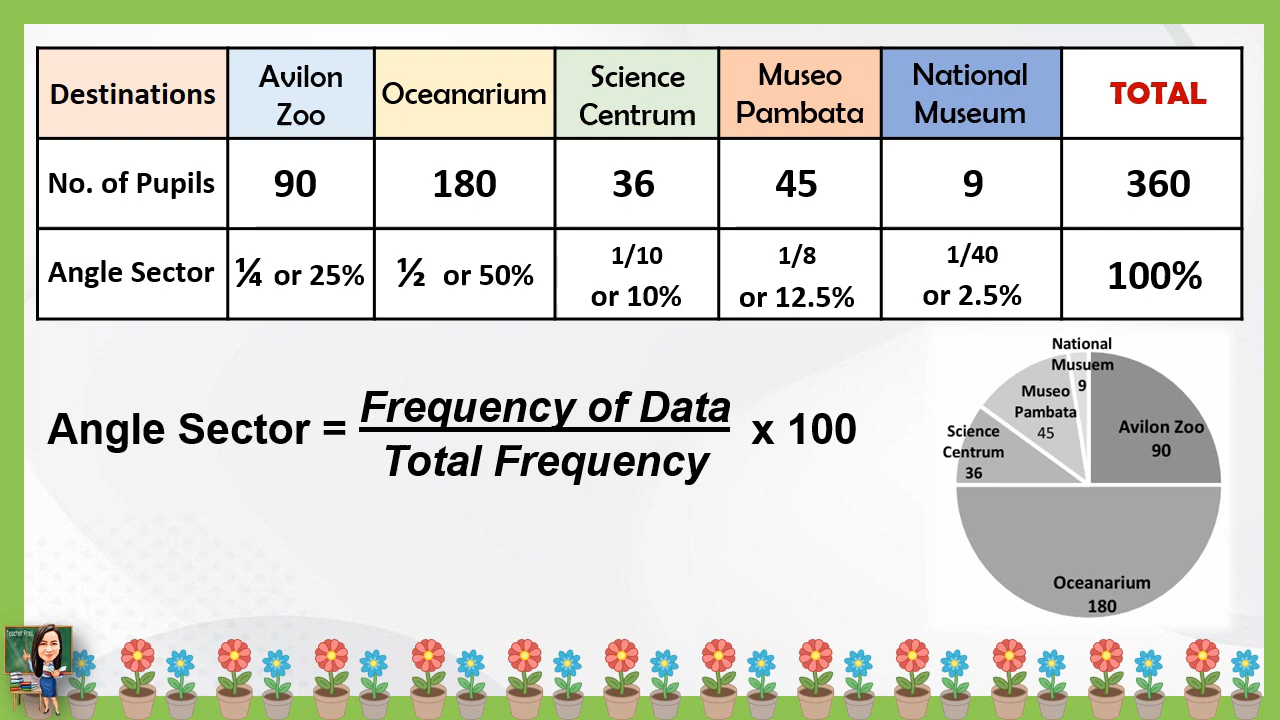 Destinations
Avilon
Zoo
Oceanarium
Science
Centrum
Museo
Pambata
National
Museum
TOTAL
No. of Pupils
90
180
36
45
9
360
Angle Sector
¼ or 25%
½ or 50%
1/10
or 10%
1/8
or 12.5%
1/40
or 2.5%
100%
Angle Sector = Frequency of Data x 100
Total Frequency
National
Musuem
9
Museo
Pambata
45
Science
Centrum
36
Avilon Zoo
90
Oceanarium
180